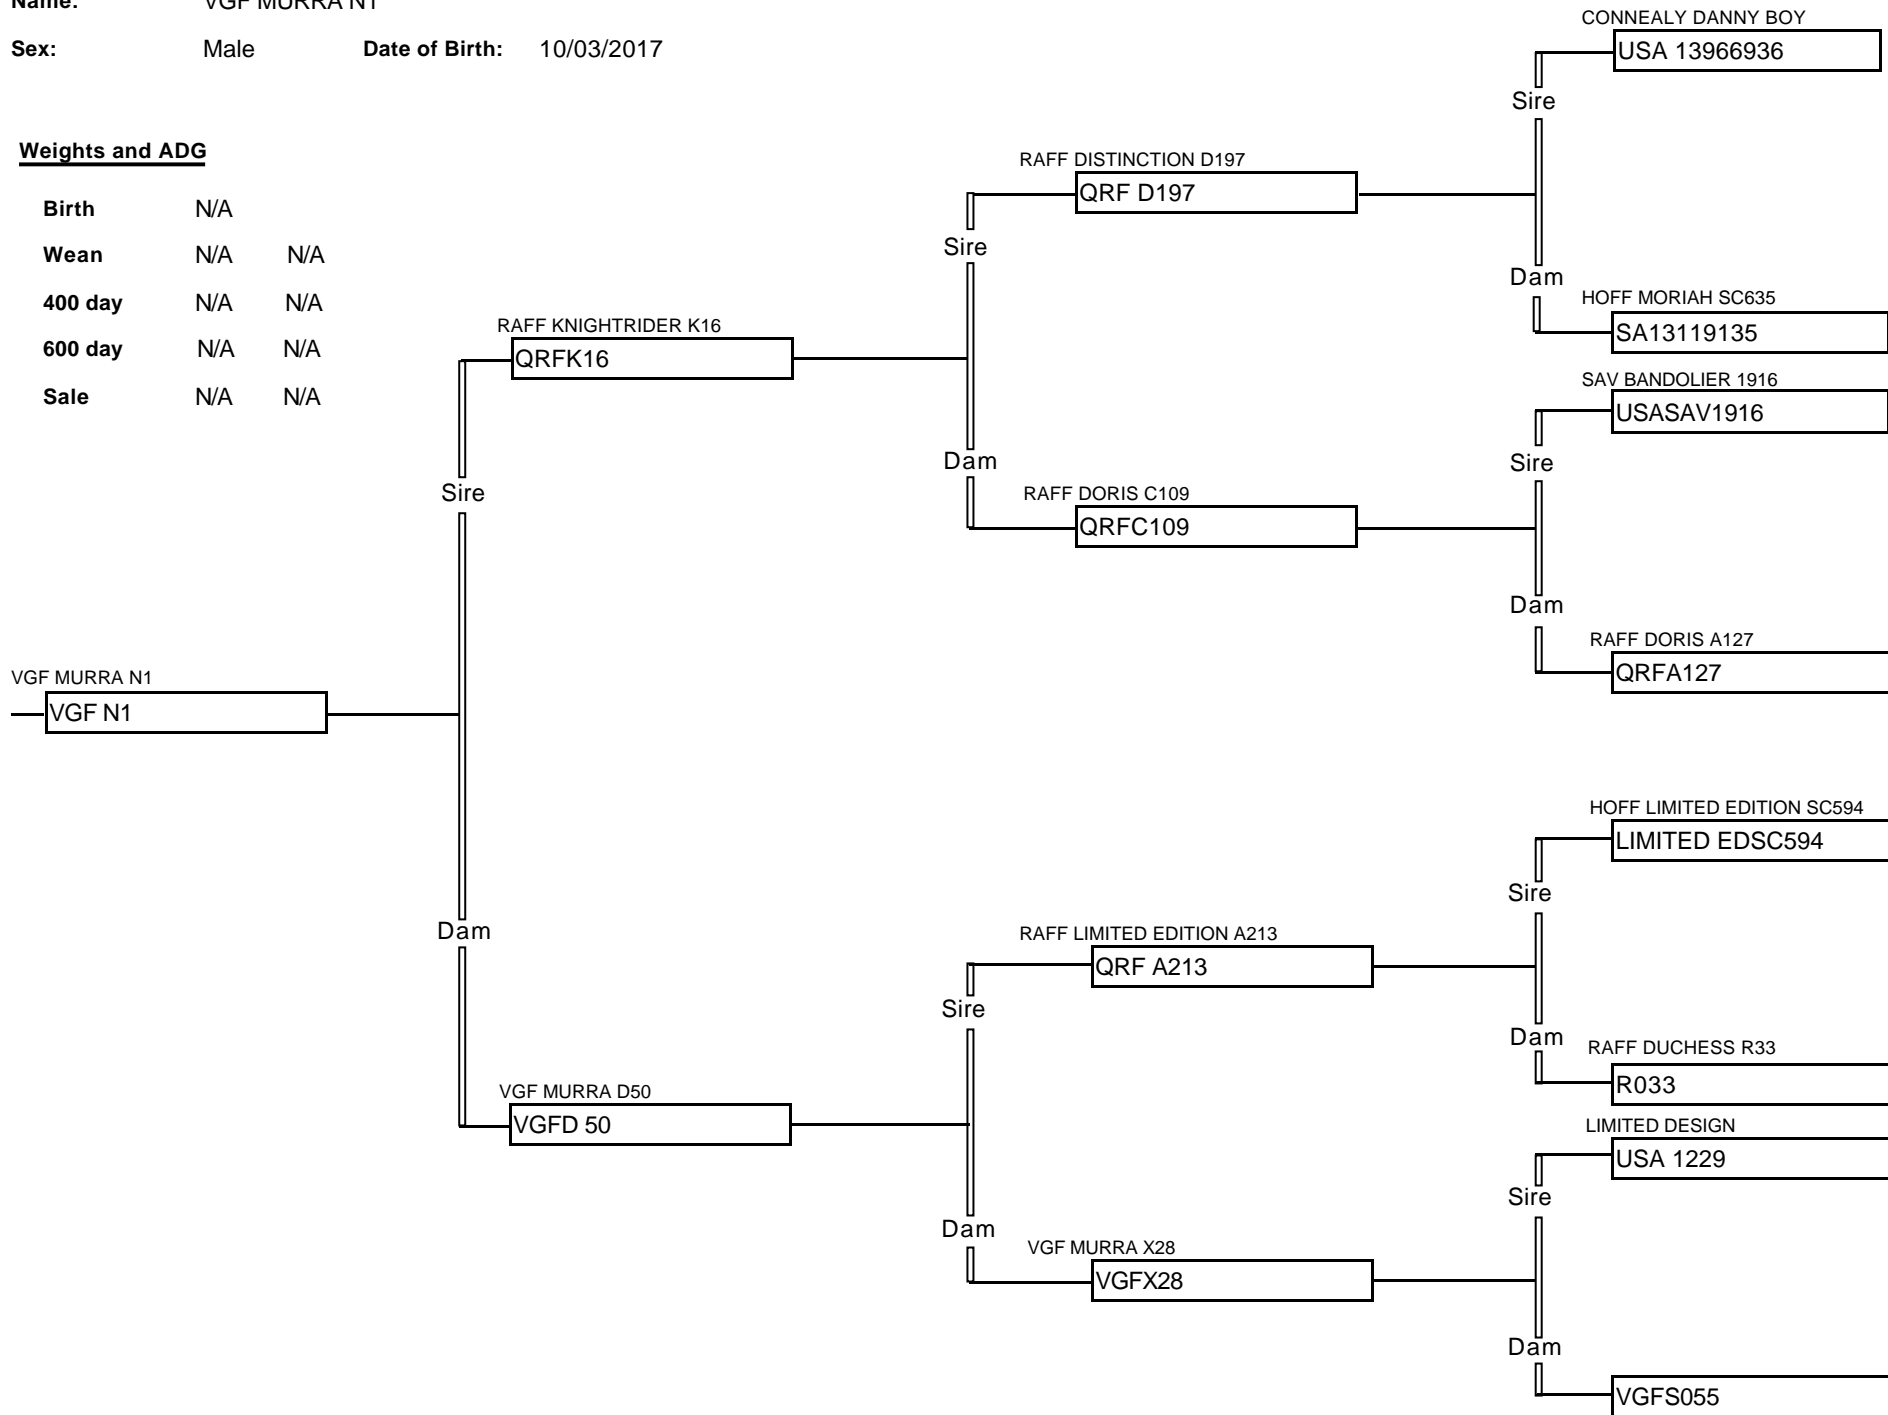 Name: VGF MURRA N1
Sex: Male Date of Birth: 10/03/2017
Weights and ADG
Birth N/A
Wean N/A N/A
400 day N/A N/A
600 day N/A N/A
Sale N/A N/A
VGF MURRA N1
VGF N1
Sire
Dam
RAFF KNIGHTRIDER K16
QRFK16
VGF MURRA D50
VGFD 50
Sire
Dam
Sire
Dam
RAFF DISTINCTION D197
QRF D197
RAFF DORIS C109
QRFC109
RAFF LIMITED EDITION A213
QRF A213
VGF MURRA X28
VGFX28
Sire
Dam
Sire
Dam
Sire
Dam
Sire
Dam
CONNEALY DANNY BOY
USA 13966936
HOFF MORIAH SC635
SA13119135
SAV BANDOLIER 1916
USASAV1916
RAFF DORIS A127
QRFA127
HOFF LIMITED EDITION SC594
LIMITED EDSC594
RAFF DUCHESS R33
R033
LIMITED DESIGN
USA 1229
VGFS055